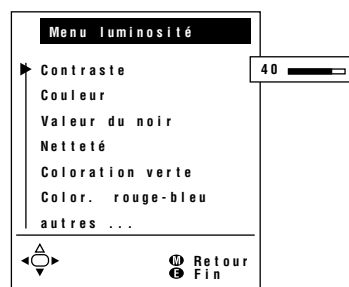 Menu luminosité
Contraste 40
Couleur
Valeur du noir
Netteté
Coloration verte
Color. rouge-bleu
autres ...
M Retour
E Fin